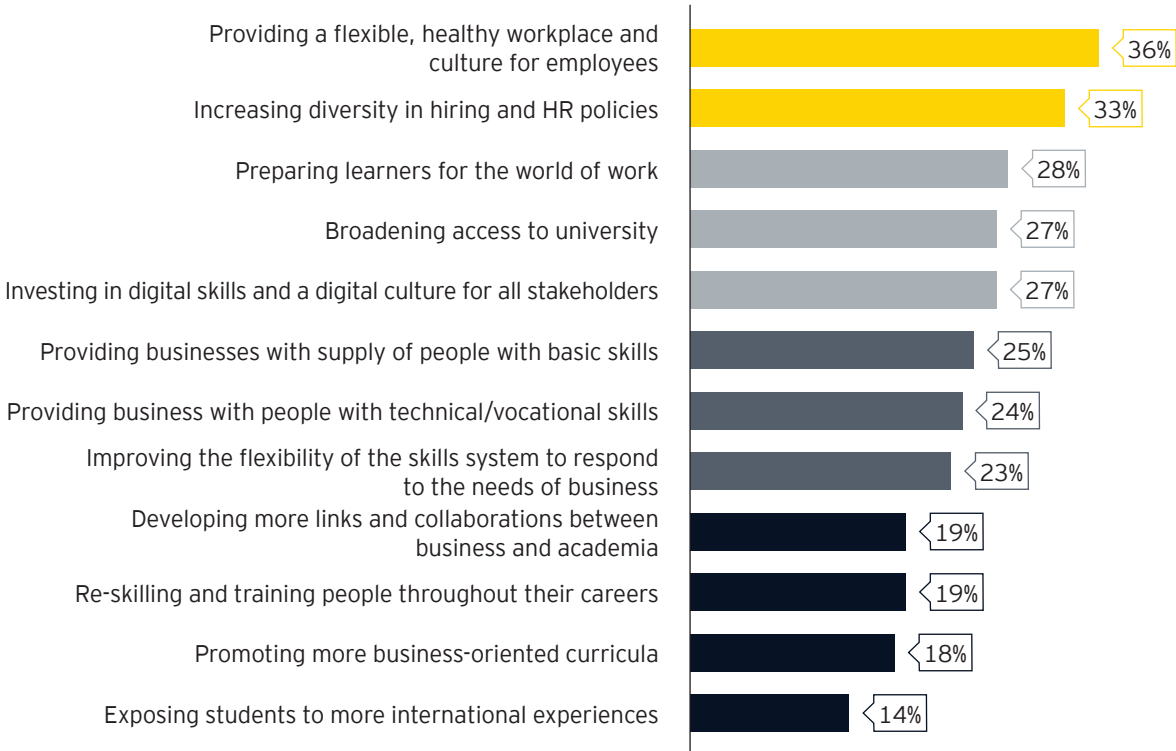 Providing a flexible, healthy workplace and
culture for employees
36%
Increasing diversity in hiring and HR policies
33%
Preparing learners for the world of work
28%
Broadening access to university
27%
Investing in digital skills and a digital culture for all stakeholders
27%
Providing businesses with supply of people with basic skills
25%
Providing business with people with technical/vocational skills
24%
Improving the flexibility of the skills system to respond
to the needs of business
23%
Developing more links and collaborations between
business and academia
19%
Re-skilling and training people throughout their careers
19%
Promoting more business-oriented curricula
18%
Exposing students to more international experiences
14%